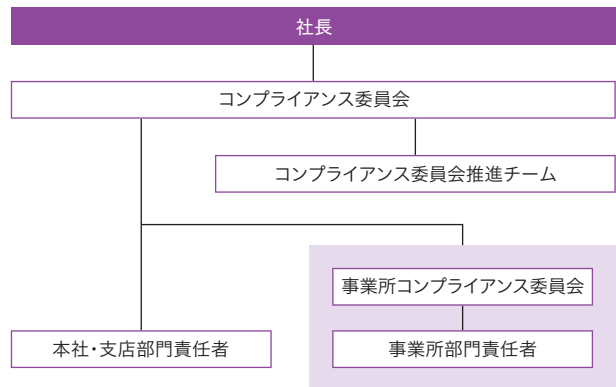 社長
コンプライアンス委員会
コンプライアンス委員会推進チーム
事業所コンプライアンス委員会
本社・支店部門責任者
事業所部門責任者